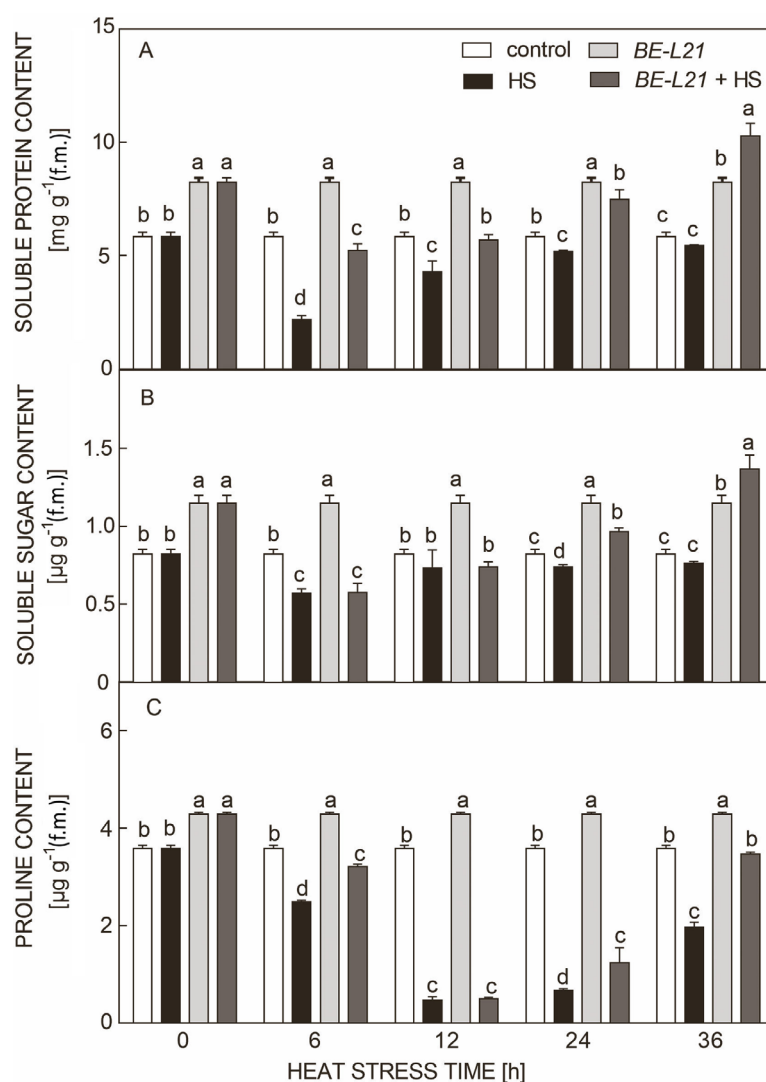 A
control BE-L21
HS BE-L21 + HS
SOLUBLE PROTEIN CONTENT
[mg g⁻¹(f.m.)]
15
10
5
0
b b a a
b d a c
b c a b
b c a b
c c b a
B
SOLUBLE SUGAR CONTENT
[µg g⁻¹(f.m.)]
1.5
1.0
0.5
0
b b a a
b c a c
b b a b
c d a b
c c b a
C
PROLINE CONTENT
[µg g⁻¹(f.m.)]
6
4
2
0
b b a a
b d a c
b c a c
b d a c
b c a b
0 6 12 24 36
HEAT STRESS TIME [h]